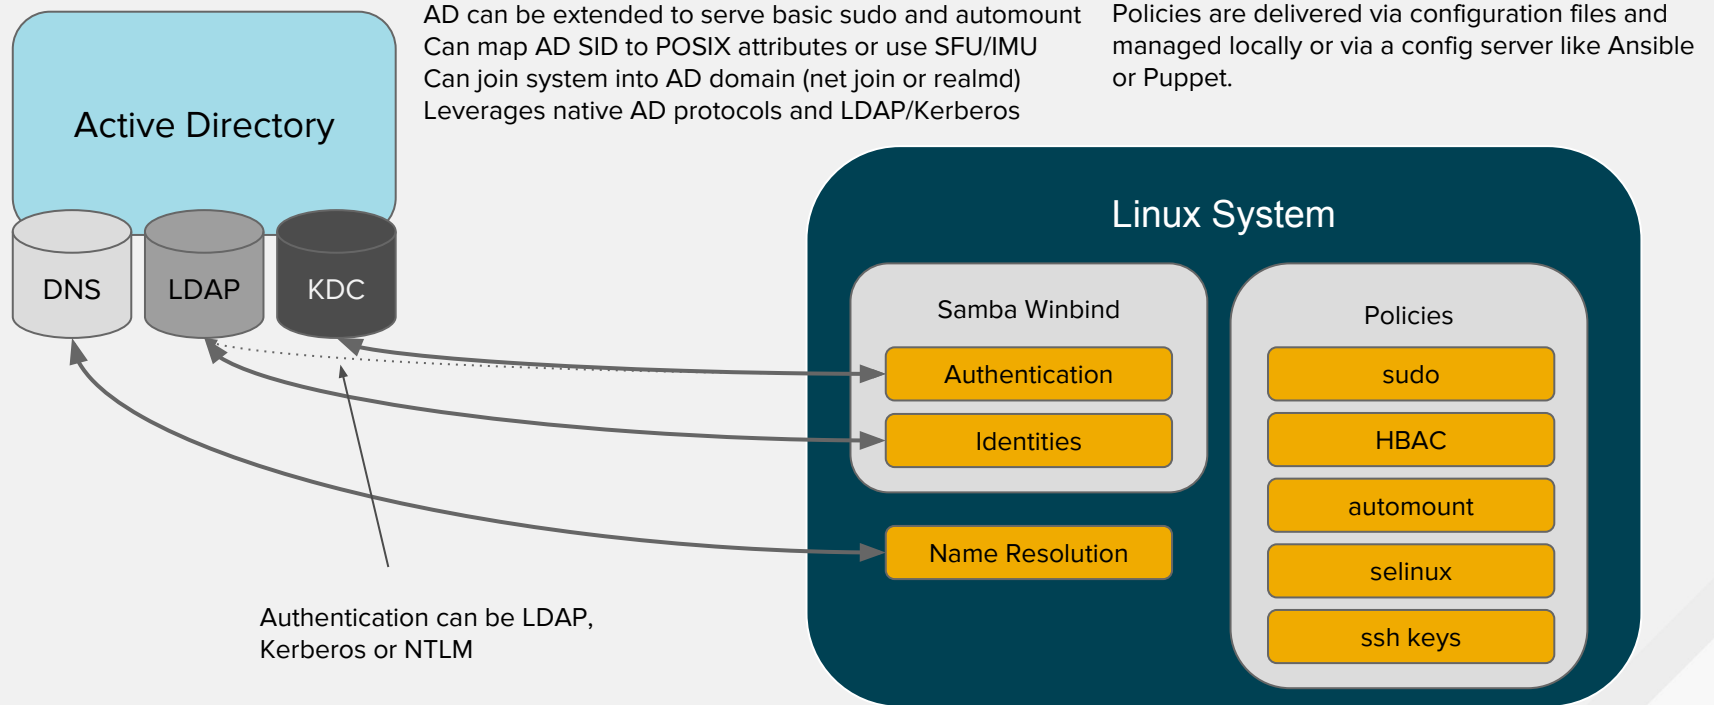 AD can be extended to serve basic sudo and automount
Can map AD SID to POSIX attributes or use SFU/IMU
Can join system into AD domain (net join or realmd)
Leverages native AD protocols and LDAP/Kerberos
Policies are delivered via configuration files and
managed locally or via a config server like Ansible
or Puppet.
Active Directory
DNS
LDAP
KDC
Linux System
Samba Winbind
Authentication
Identities
Name Resolution
Policies
sudo
HBAC
automount
selinux
ssh keys
Authentication can be LDAP,
Kerberos or NTLM